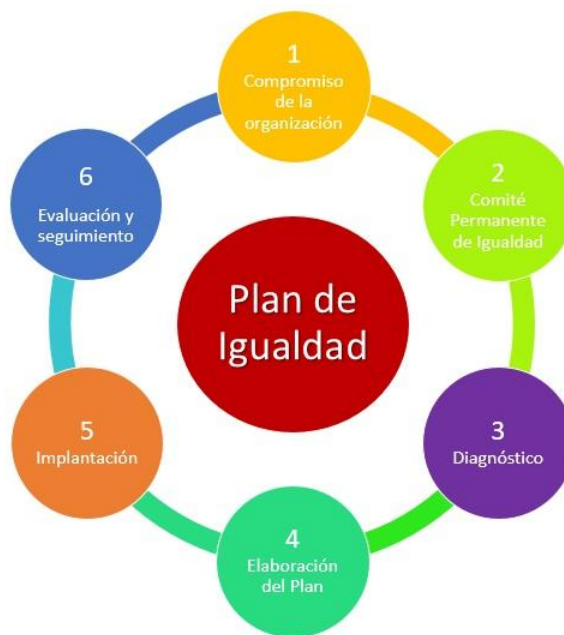 1
Compromiso
de la
organización
2
Comité
Permanente
de Igualdad
3
Diagnóstico
4
Elaboración
del Plan
5
Implantación
6
Evaluación y
seguimiento
Plan de
Igualdad